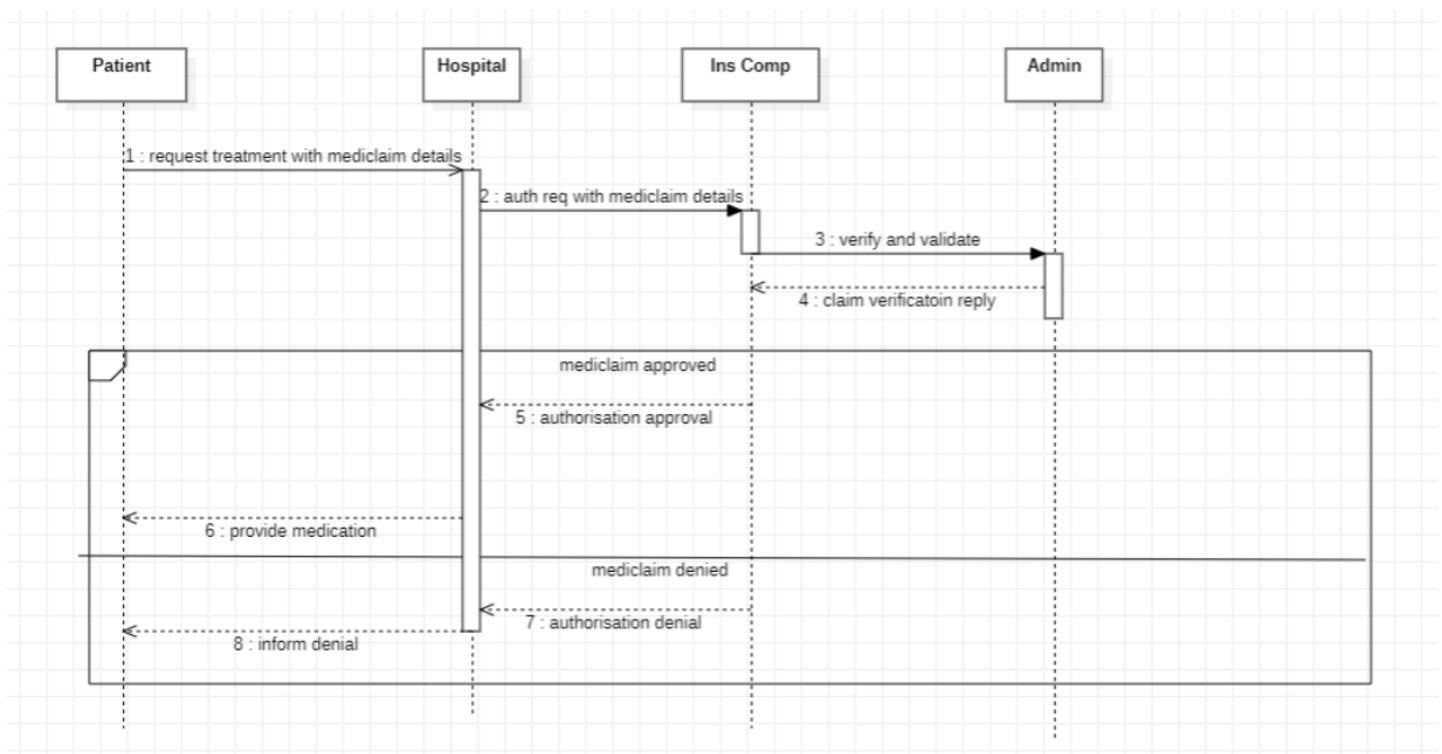 Patient
Hospital
Ins Comp
Admin
1 : request treatment with mediclaim details
2 : auth req with mediclaim details
3 : verify and validate
4 : claim verificatoin reply
mediclaim approved
5 : authorisation approval
6 : provide medication
mediclaim denied
7 : authorisation denial
8 : inform denial